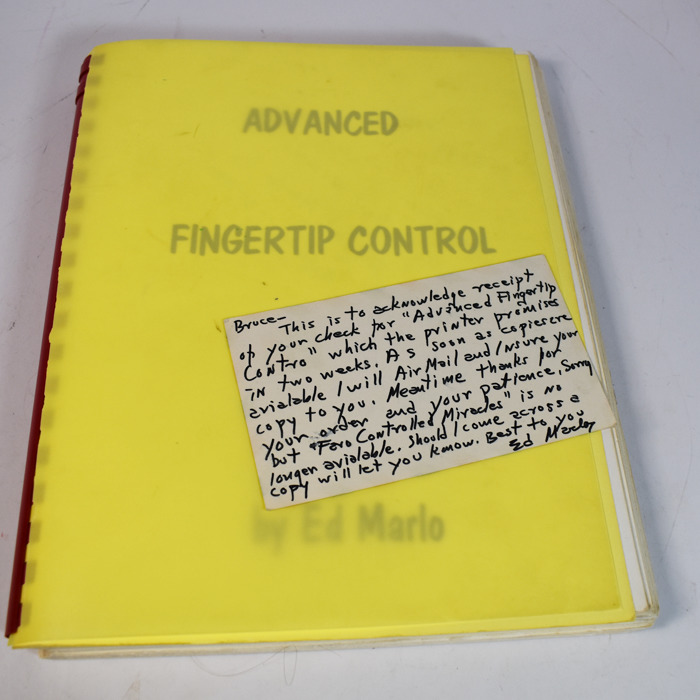 ADVANCED
FINGERTIP CONTROL
Bruce—
This is to acknowledge receipt
of your check for "Advanced Fingertip
Contro" which the printer promises
in two weeks. As soon as copies are
avialable I will Air Mail and Insure your
copy to you. Meantime thanks for
your order and your patience. Sorry
but "Faro Controlled Miracles" is no
longer avialable. Should I come across a
copy will let you know. Best to you
Ed Marlo
by Ed Marlo